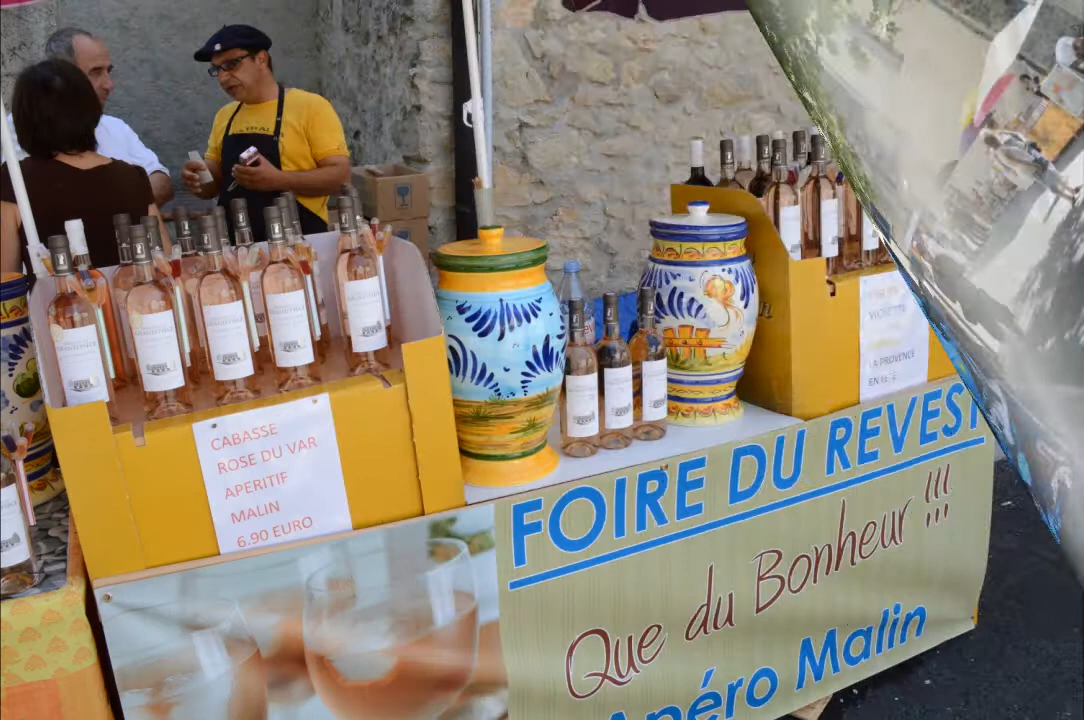 CABASSE
ROSE DU VAR
APERITIF
MALIN
6.90 EURO
LA PROVENCE
EN
FOIRE DU REVEST
Que du Bonheur !!!
Apéro Malin